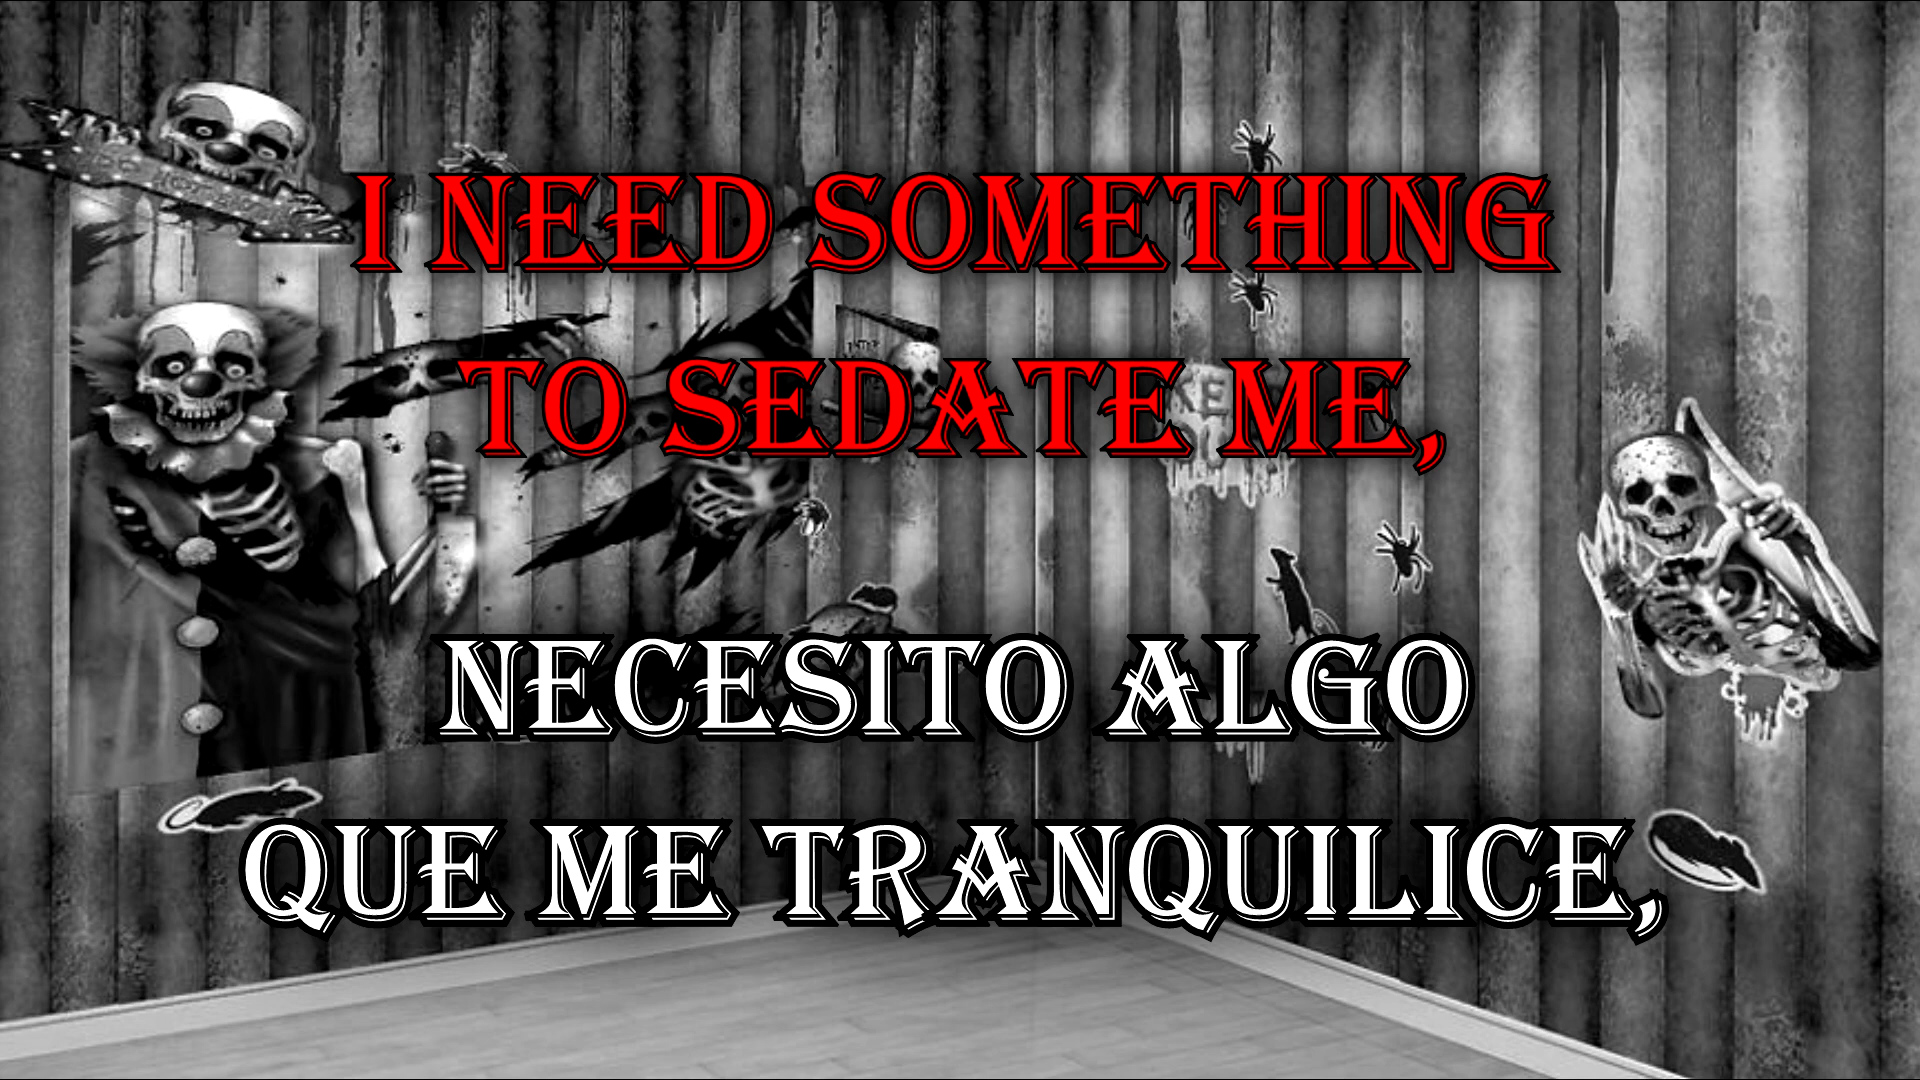 I NEED SOMETHING
TO SEDATE ME,
NECESITO ALGO
QUE ME TRANQUILICE,